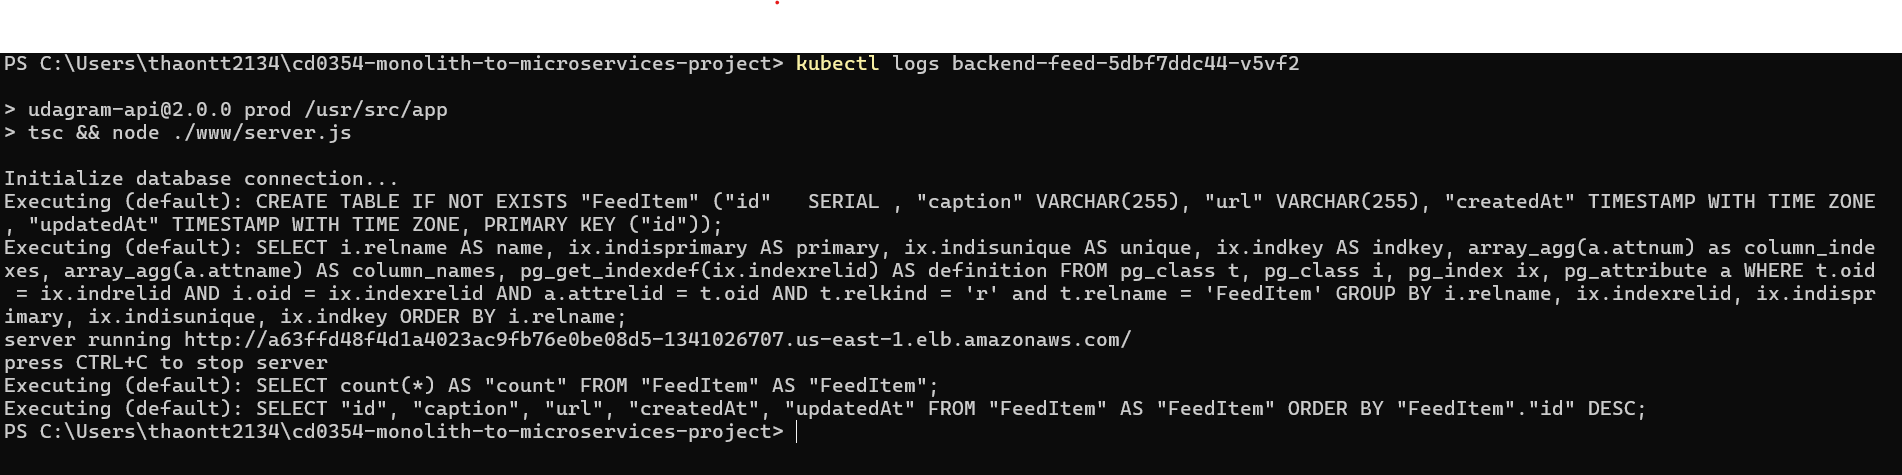 PS C:\Users\thaontt2134\cd0354-monolith-to-microservices-project> kubectl logs backend-feed-5dbf7ddc44-v5vf2
> udagram-api@2.0.0 prod /usr/src/app
> tsc && node ./www/server.js
Initialize database connection...
Executing (default): CREATE TABLE IF NOT EXISTS "FeedItem" ("id"   SERIAL , "caption" VARCHAR(255), "url" VARCHAR(255), "createdAt" TIMESTAMP WITH TIME ZONE
, "updatedAt" TIMESTAMP WITH TIME ZONE, PRIMARY KEY ("id"));
Executing (default): SELECT i.relname AS name, ix.indisprimary AS primary, ix.indisunique AS unique, ix.indkey AS indkey, array_agg(a.attnum) as column_inde
xes, array_agg(a.attname) AS column_names, pg_get_indexdef(ix.indexrelid) AS definition FROM pg_class t, pg_class i, pg_index ix, pg_attribute a WHERE t.oid
 = ix.indrelid AND i.oid = ix.indexrelid AND a.attrelid = t.oid AND t.relkind = 'r' and t.relname = 'FeedItem' GROUP BY i.relname, ix.indexrelid, ix.indispr
imary, ix.indisunique, ix.indkey ORDER BY i.relname;
server running http://a63ffd48f4d1a4023ac9fb76e0be08d5-1341026707.us-east-1.elb.amazonaws.com/
press CTRL+C to stop server
Executing (default): SELECT count(*) AS "count" FROM "FeedItem" AS "FeedItem";
Executing (default): SELECT "id", "caption", "url", "createdAt", "updatedAt" FROM "FeedItem" AS "FeedItem" ORDER BY "FeedItem"."id" DESC;
PS C:\Users\thaontt2134\cd0354-monolith-to-microservices-project>